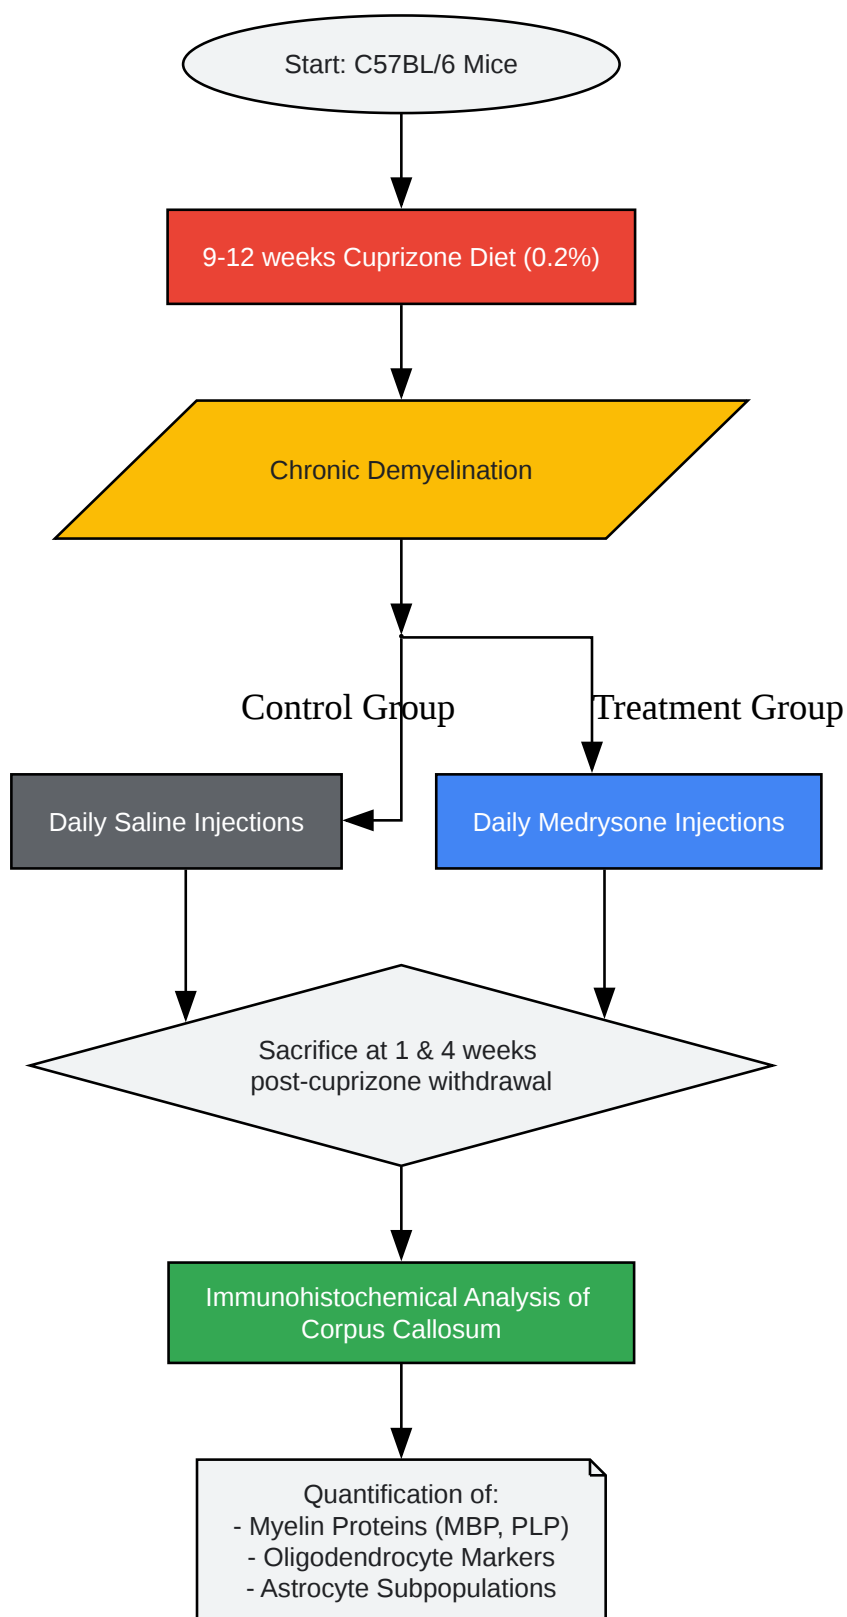 Start: C57BL/6 Mice
9-12 weeks Cuprizone Diet (0.2%)
Chronic Demyelination
Control Group
Treatment Group
Daily Saline Injections
Daily Medrysone Injections
Sacrifice at 1 & 4 weeks
post-cuprizone withdrawal
Immunohistochemical Analysis of
Corpus Callosum
Quantification of:
- Myelin Proteins (MBP, PLP)
- Oligodendrocyte Markers
- Astrocyte Subpopulations